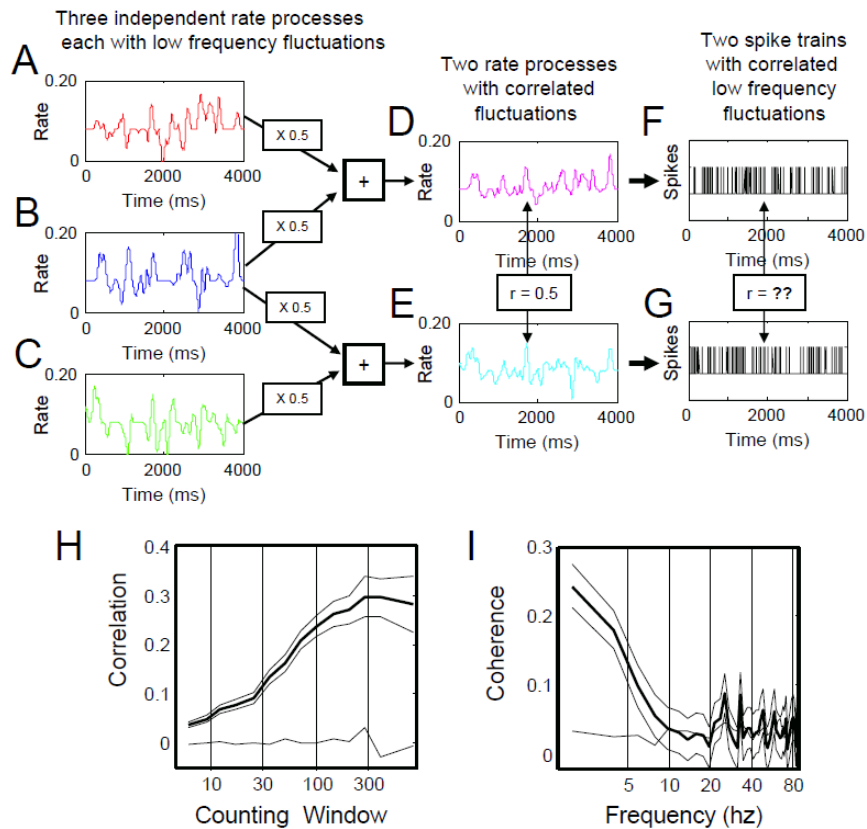 Three independent rate processes
each with low frequency fluctuations
Two rate processes
with correlated
fluctuations
Two spike trains
with correlated
low frequency
fluctuations
A
0.20
Rate
0
0 2000 4000
Time (ms)
X 0.5
B
0.20
Rate
0
0 2000 4000
Time (ms)
X 0.5
X 0.5
C
0.20
Rate
0
0 2000 4000
Time (ms)
X 0.5
+
+
D
0.20
Rate
0
0 2000 4000
Time (ms)
r = 0.5
E
0.20
Rate
0
0 2000 4000
Time (ms)
F
Spikes
0 2000 4000
Time (ms)
r = ??
G
Spikes
0 2000 4000
Time (ms)
H
0.4
0.3
0.2
0.1
0
Correlation
10 30 100 300
Counting Window
I
0.3
0.2
0.1
0
Coherence
5 10 20 40 80
Frequency (hz)